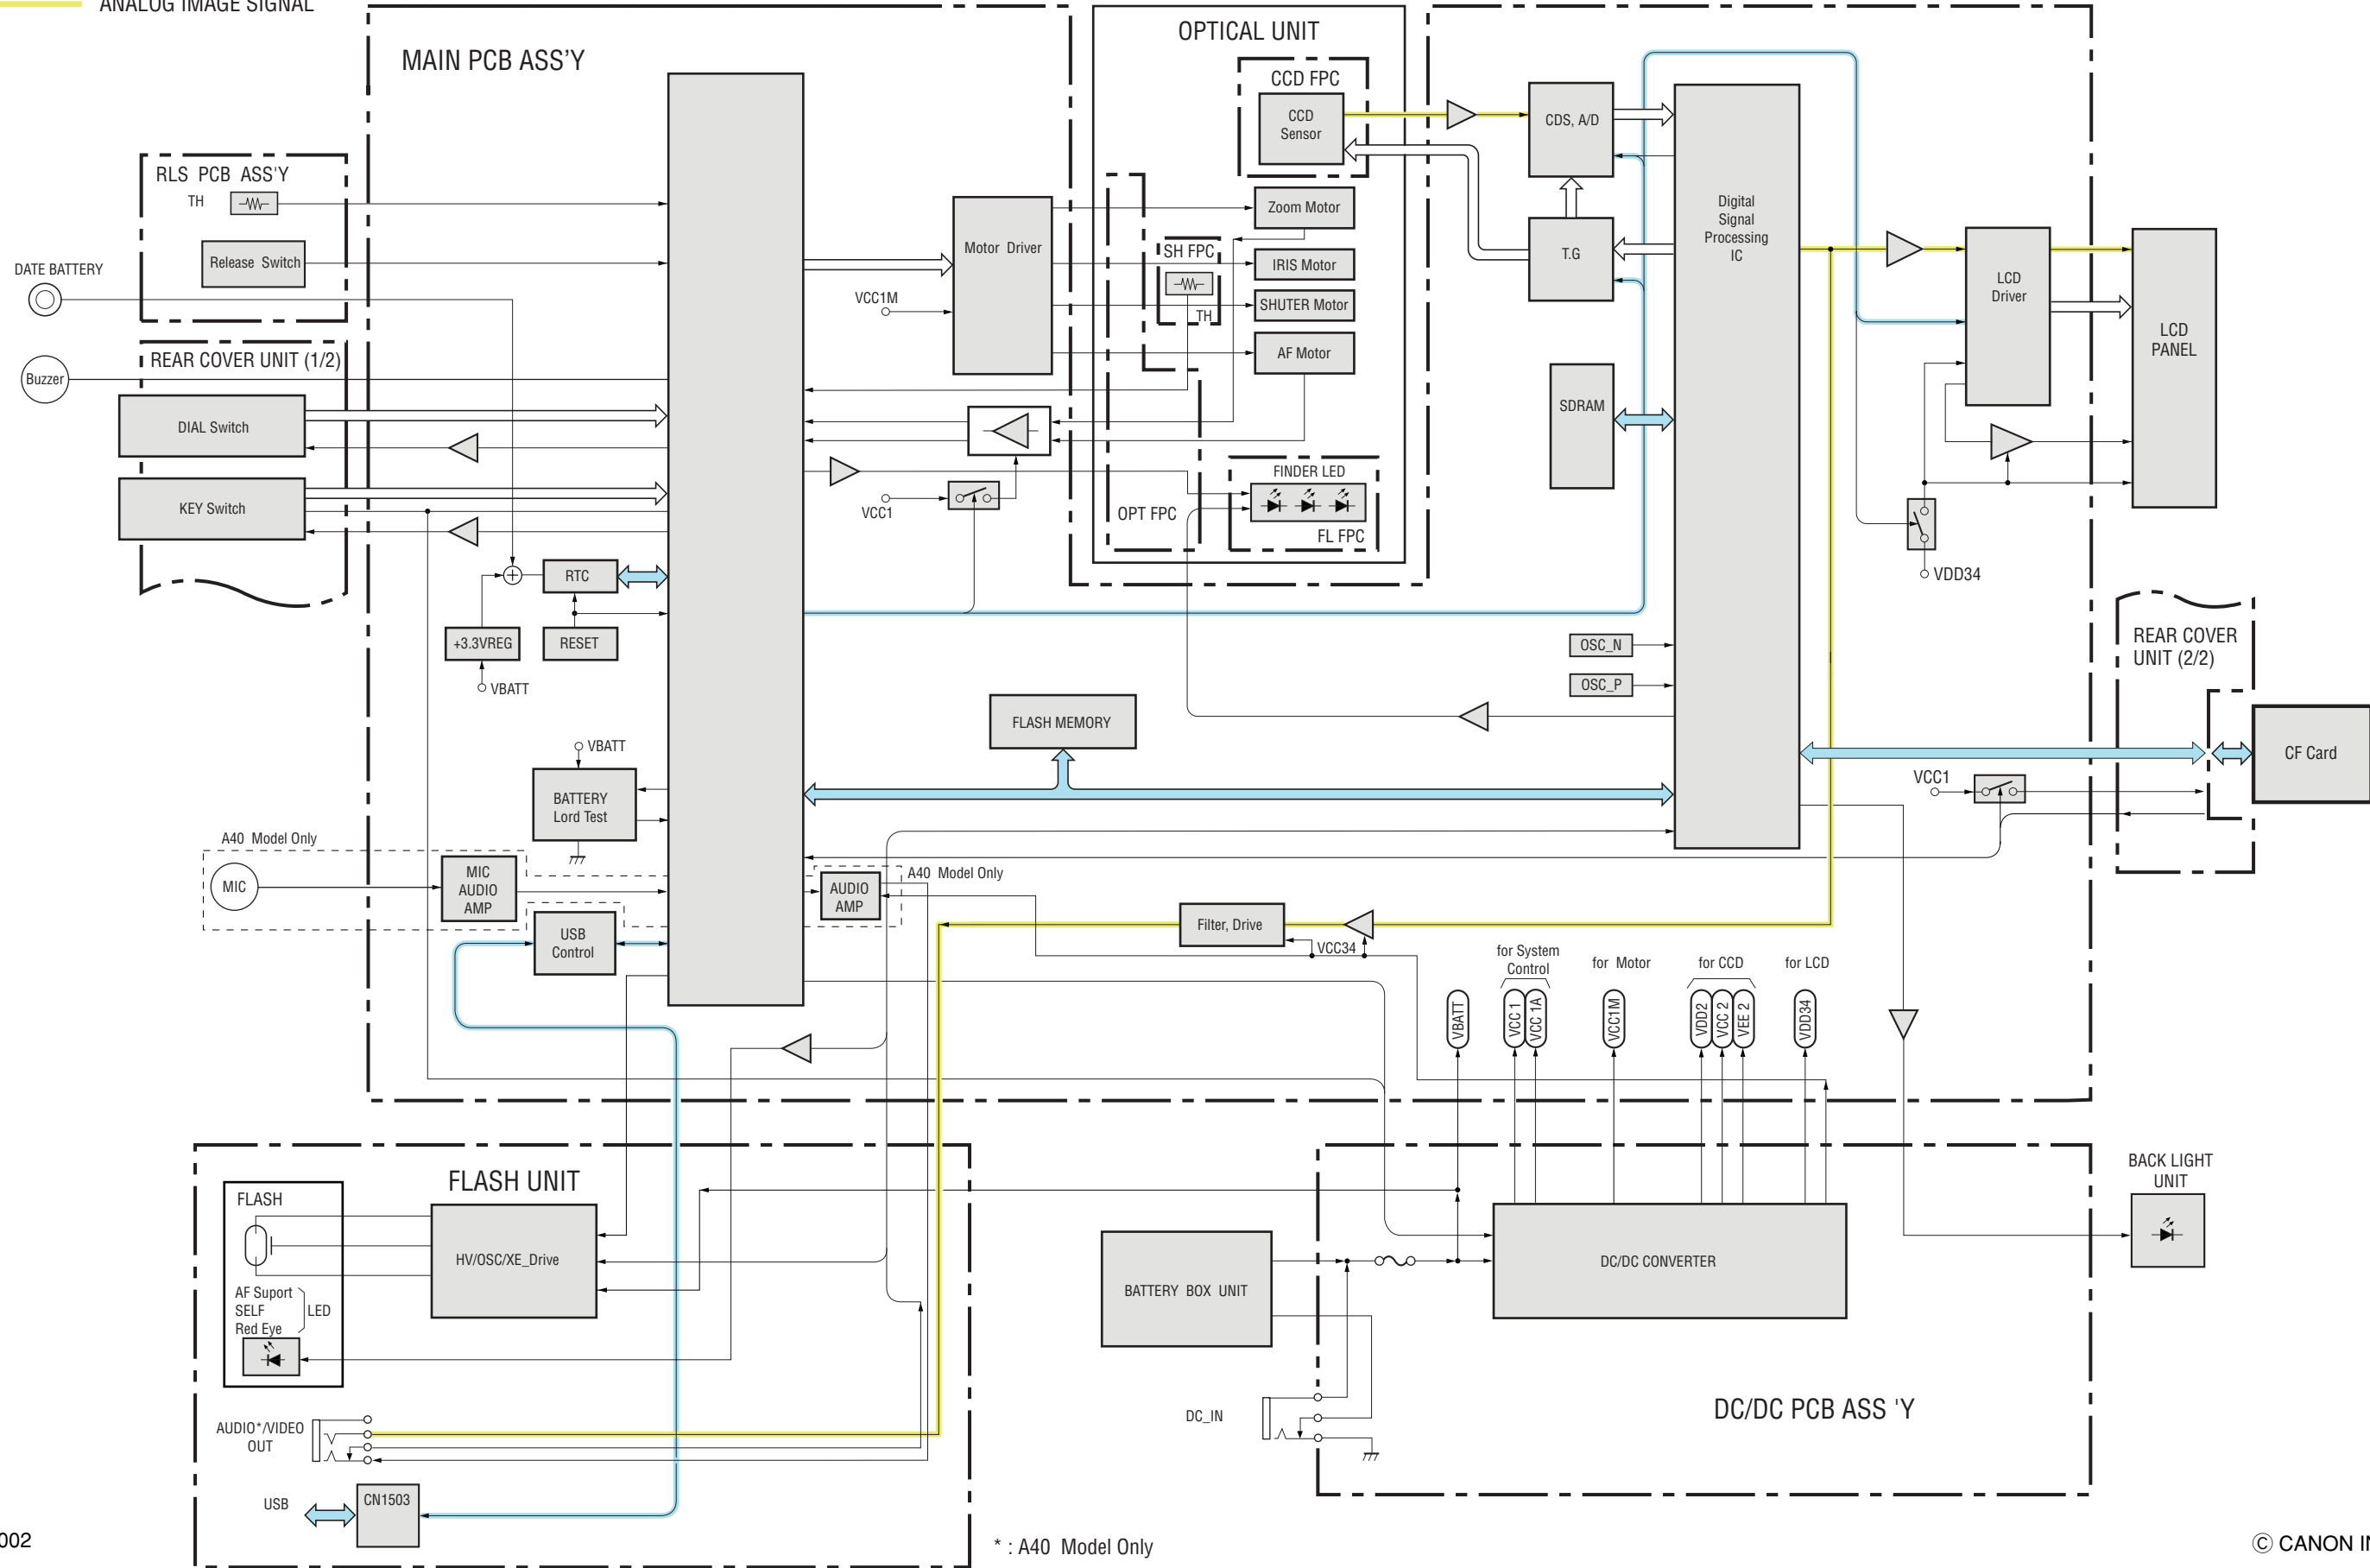 ANALOG IMAGE SIGNAL
MAIN PCB ASS'Y
OPTICAL UNIT
CCD FPC
CCD
Sensor
CDS, A/D
RLS PCB ASS'Y
TH
Release Switch
DATE BATTERY
Buzzer
REAR COVER UNIT (1/2)
DIAL Switch
KEY Switch
Motor Driver
VCC1M
Zoom Motor
SH FPC
TH
IRIS Motor
SHUTER Motor
AF Motor
T.G
Digital
Signal
Processing
IC
LCD
Driver
LCD
PANEL
SDRAM
FINDER LED
FL FPC
OPT FPC
VCC1
VDD34
RTC
+3.3VREG
RESET
VBATT
OSC_N
OSC_P
REAR COVER
UNIT (2/2)
CF Card
VCC1
FLASH MEMORY
VBATT
BATTERY
Lord Test
A40 Model Only
MIC
MIC
AUDIO
AMP
AUDIO
AMP
A40 Model Only
USB
Control
Filter, Drive
VCC34
for System
Control
for Motor
for CCD
for LCD
VBATT
VCC 1
VCC 1A
VCC1M
VDD2
VCC 2
VEE 2
VDD34
FLASH UNIT
FLASH
HV/OSC/XE_Drive
AF Suport
SELF
Red Eye
LED
BATTERY BOX UNIT
DC/DC CONVERTER
BACK LIGHT
UNIT
DC_IN
DC/DC PCB ASS 'Y
AUDIO*/VIDEO
OUT
USB
CN1503
002
* : A40 Model Only
© CANON IN